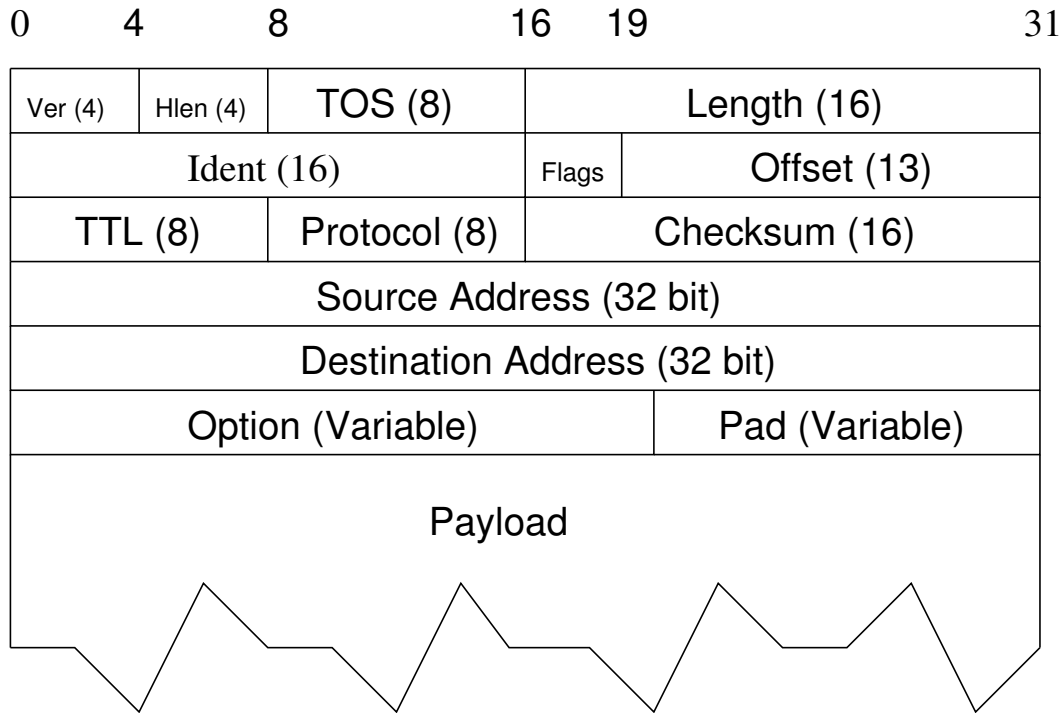 0 4 8 16 19 31
Ver (4) Hlen (4) TOS (8) Length (16)
Ident (16) Flags Offset (13)
TTL (8) Protocol (8) Checksum (16)
Source Address (32 bit)
Destination Address (32 bit)
Option (Variable) Pad (Variable)
Payload